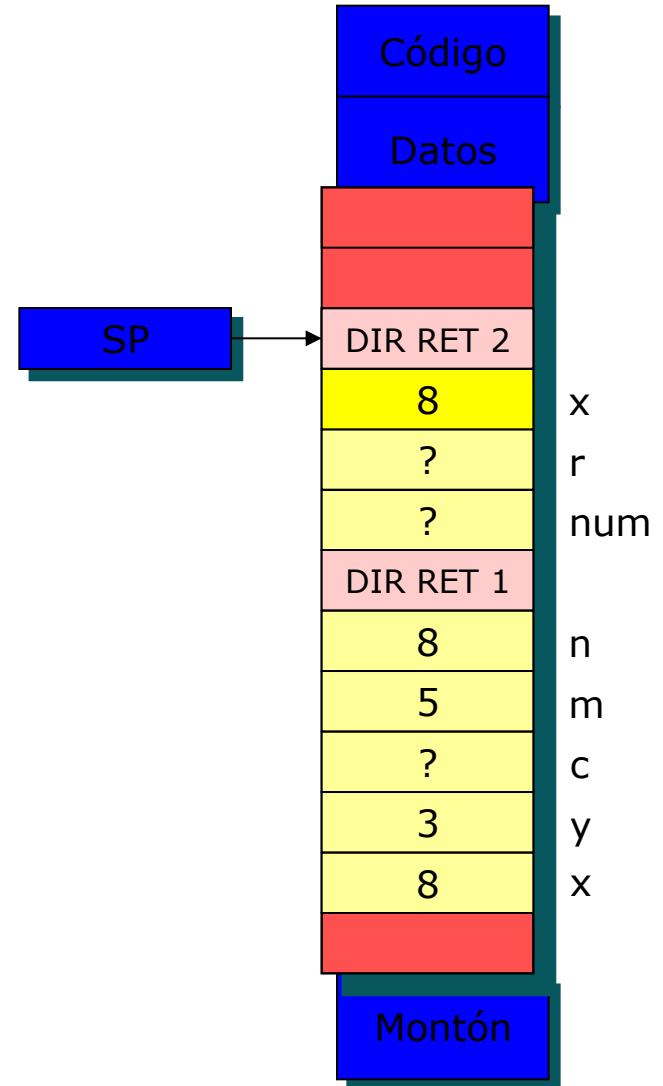 Código
Datos
SP
DIR RET 2
8 x
? r
? num
DIR RET 1
8 n
5 m
? c
3 y
8 x
Montón